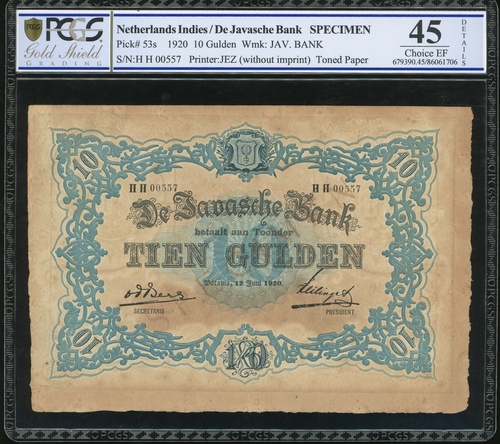 PCGS
Gold Shield
GRADING
Netherlands Indies / De Javasche Bank SPECIMEN
Pick# 53s 1920 10 Gulden Wmk: JAV. BANK
S/N:H H 00557 Printer:JEZ (without imprint) Toned Paper
45
Choice EF
679390.45/86061706
DETAILS
10
10
H H 00557
H H 00557
De Javasche Bank
betaalt aan Toonder
TIEN GULDEN
Batavia, 12 Juni 1920.
SECRETARIS
PRESIDENT
10
10
PCGS